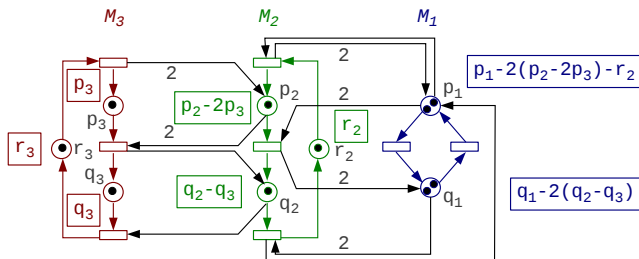 M₃ M₂ M₁
2 2
p₃ p₂-2p₃ p₂ p₁ p₁-2(p₂-2p₃)-r₂
2
p₃ 2 r₂
r₃ r₃ r₂
q₃ q₂-q₃ 2 q₁-2(q₂-q₃)
q₃ q₂ q₁
2